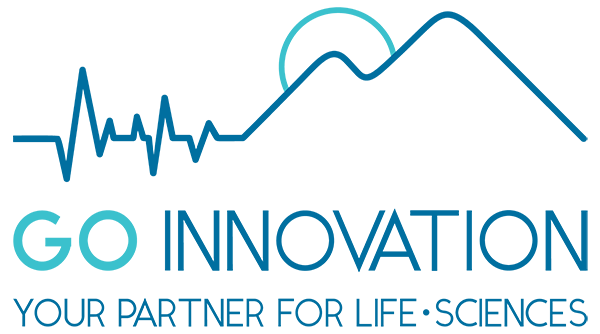 GO INNOVATION
YOUR PARTNER FOR LIFE•SCIENCES